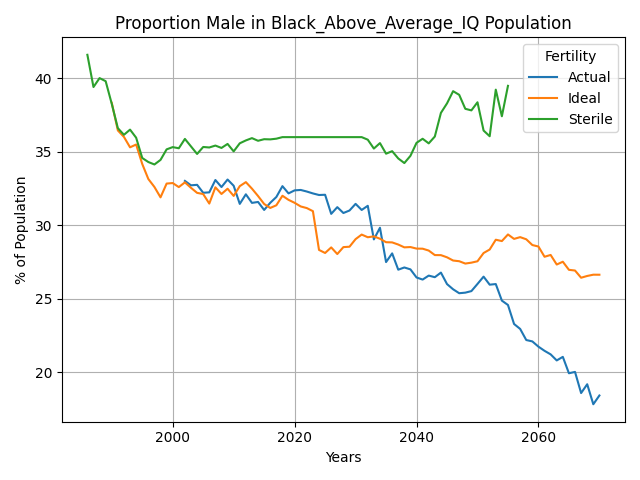 Proportion Male in Black_Above_Average_IQ Population
Fertility
Actual
Ideal
Sterile
% of Population
40
35
30
25
20
2000
2020
2040
2060
Years